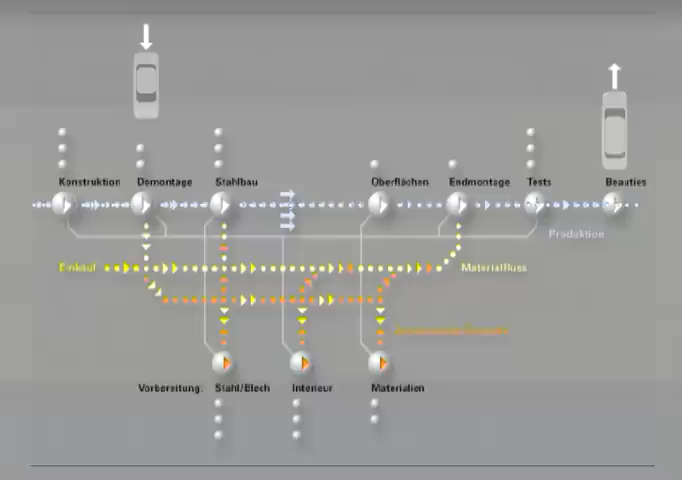 Konstruktion Demontage Stahlbau Oberflächen Endmontage Tests Beauties
Produktion
Einkauf Materialfluss
Vorbereitung: Stahl/Blech Interieur Materialien